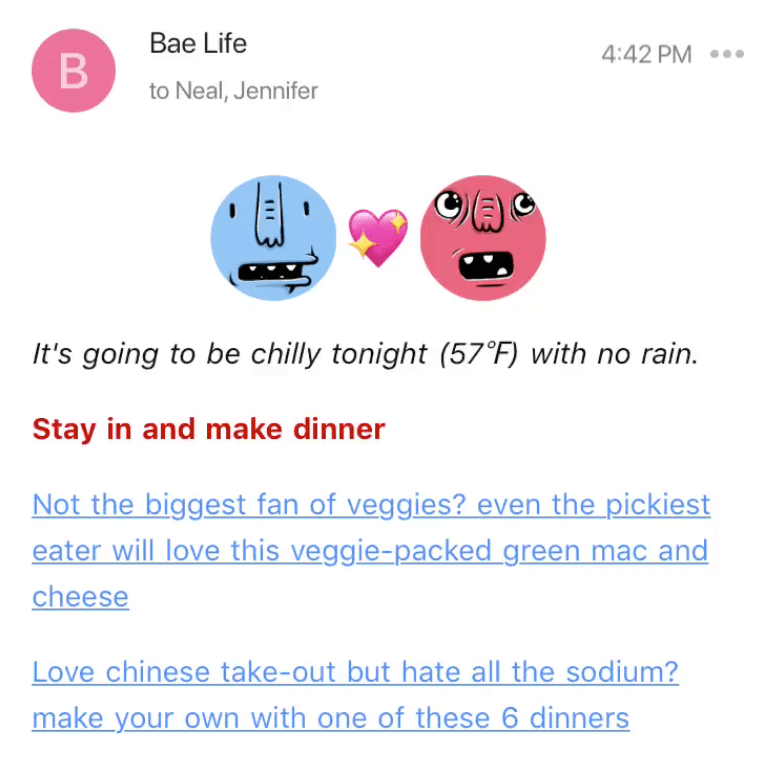 B
Bae Life
4:42 PM
to Neal, Jennifer
It's going to be chilly tonight (57°F) with no rain.
Stay in and make dinner
Not the biggest fan of veggies? even the pickiest
eater will love this veggie-packed green mac and
cheese
Love chinese take-out but hate all the sodium?
make your own with one of these 6 dinners